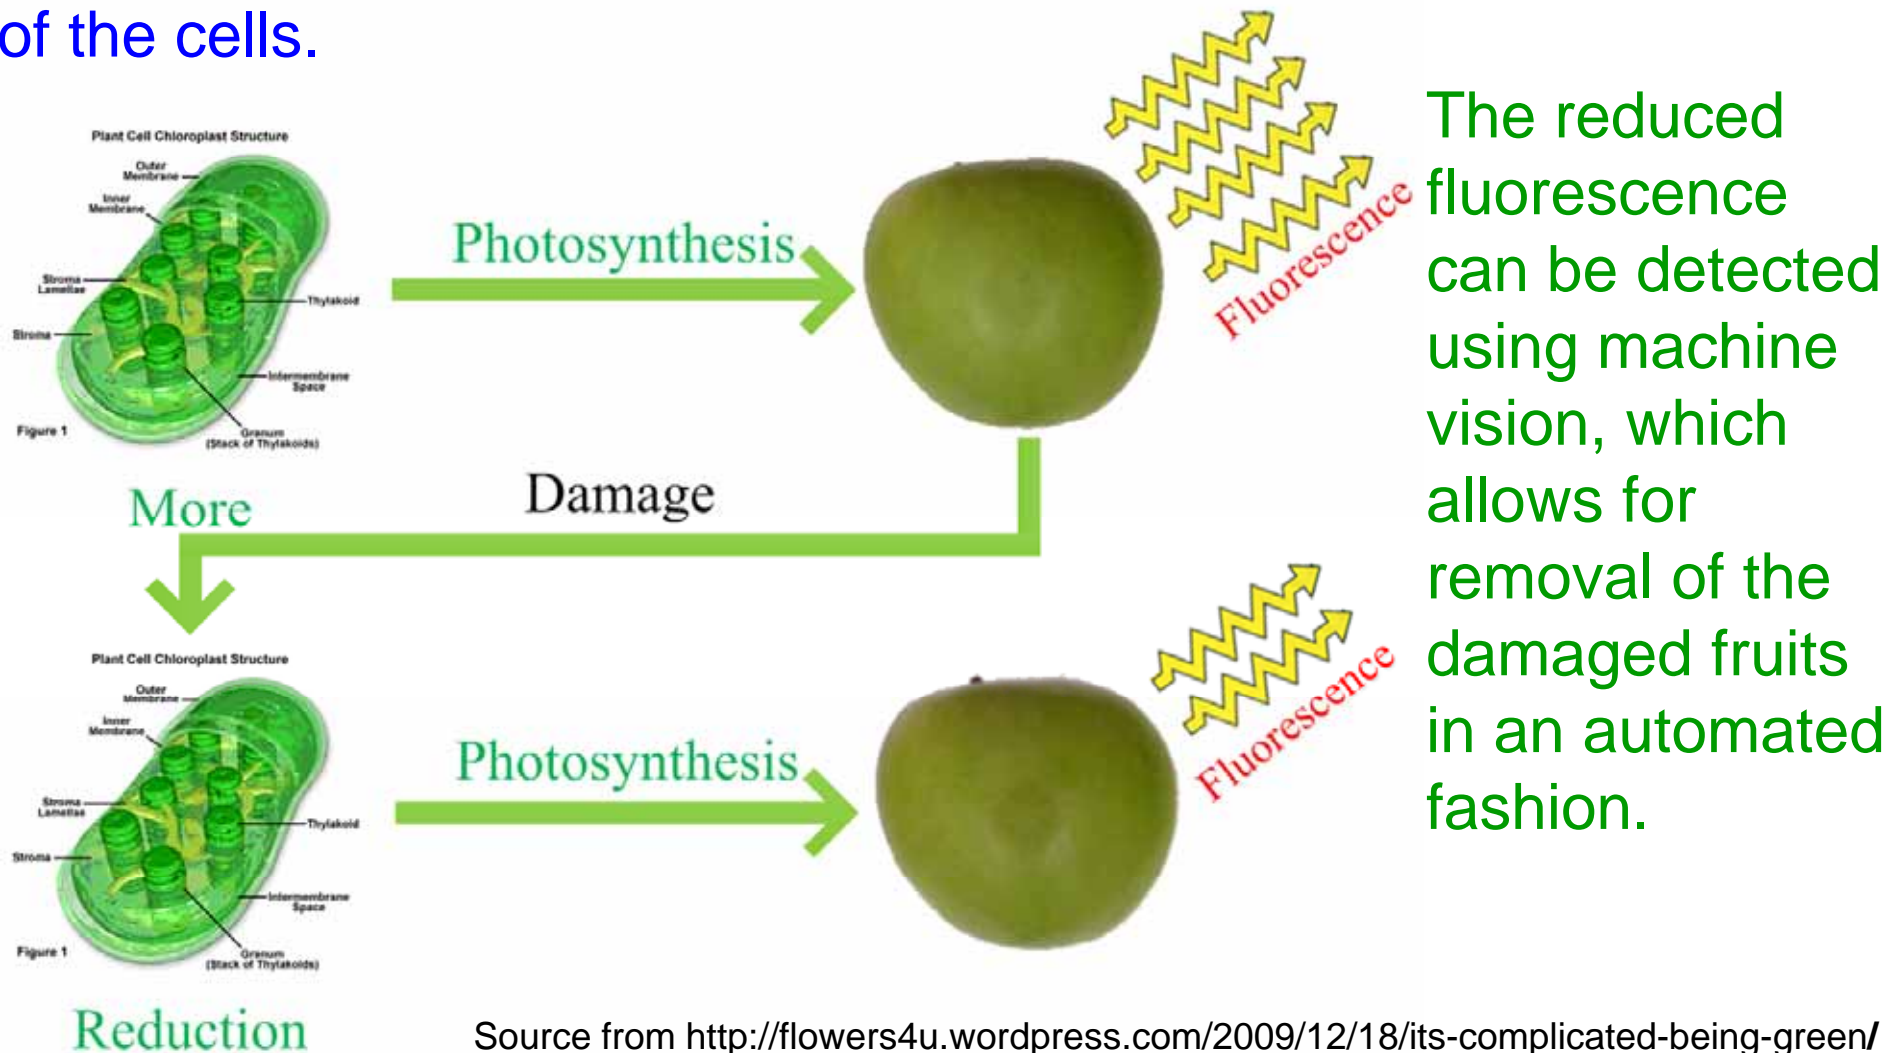 of the cells.
Plant Cell Chloroplast Structure
Outer
Membrane
Inner
Membrane
Stroma
Lamellae
Thylakoid
Stroma
Intermembrane
Space
Figure 1
Granum
(Stack of Thylakoids)
More
Photosynthesis
Fluorescence
Damage
Plant Cell Chloroplast Structure
Outer
Membrane
Inner
Membrane
Stroma
Lamellae
Thylakoid
Stroma
Intermembrane
Space
Figure 1
Granum
(Stack of Thylakoids)
Reduction
Photosynthesis
Fluorescence
The reduced
fluorescence
can be detected
using machine
vision, which
allows for
removal of the
damaged fruits
in an automated
fashion.
Source from http://flowers4u.wordpress.com/2009/12/18/its-complicated-being-green/